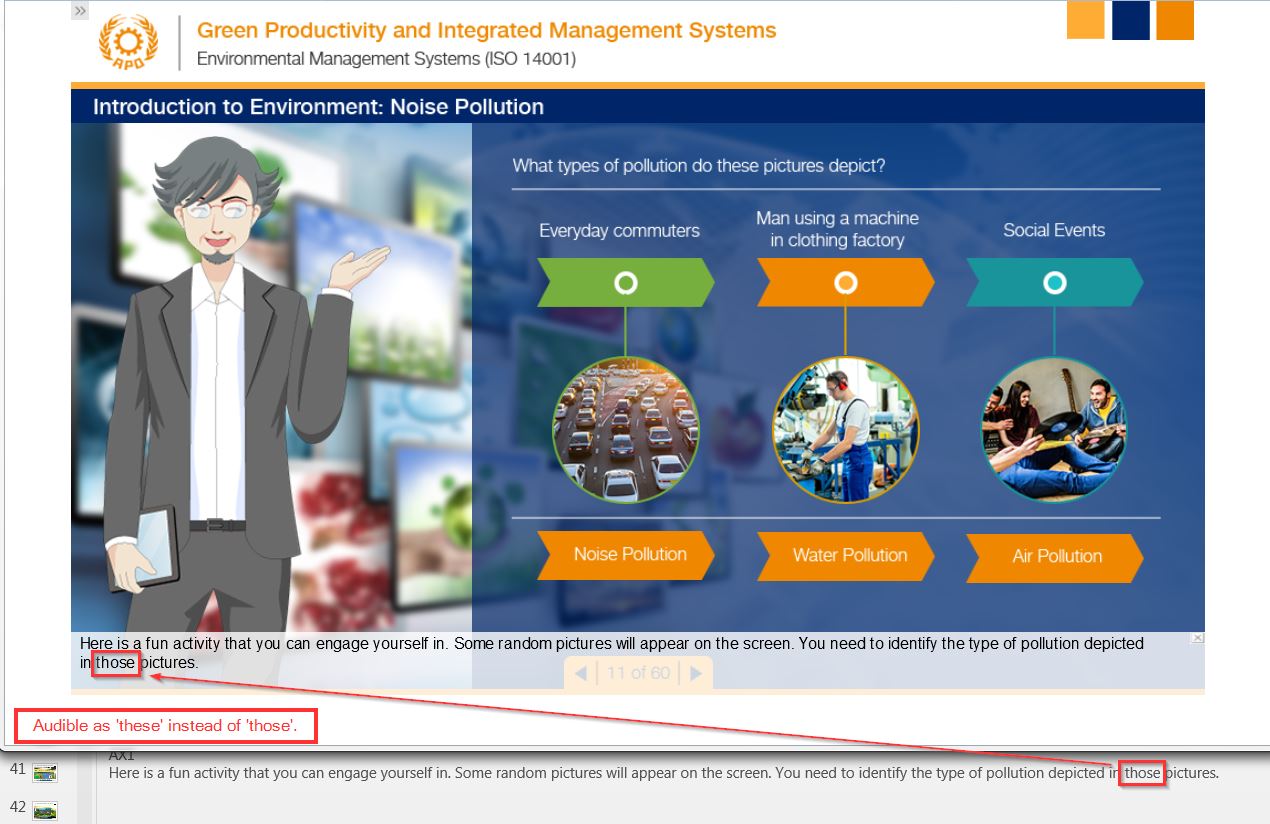 »
APO
Green Productivity and Integrated Management Systems
Environmental Management Systems (ISO 14001)
Introduction to Environment: Noise Pollution
What types of pollution do these pictures depict?
Everyday commuters
Man using a machine
in clothing factory
Social Events
Noise Pollution
Water Pollution
Air Pollution
Here is a fun activity that you can engage yourself in. Some random pictures will appear on the screen. You need to identify the type of pollution depicted
in those pictures.
11 of 60
Audible as 'these' instead of 'those'.
AX1
41
Here is a fun activity that you can engage yourself in. Some random pictures will appear on the screen. You need to identify the type of pollution depicted in those pictures.
42